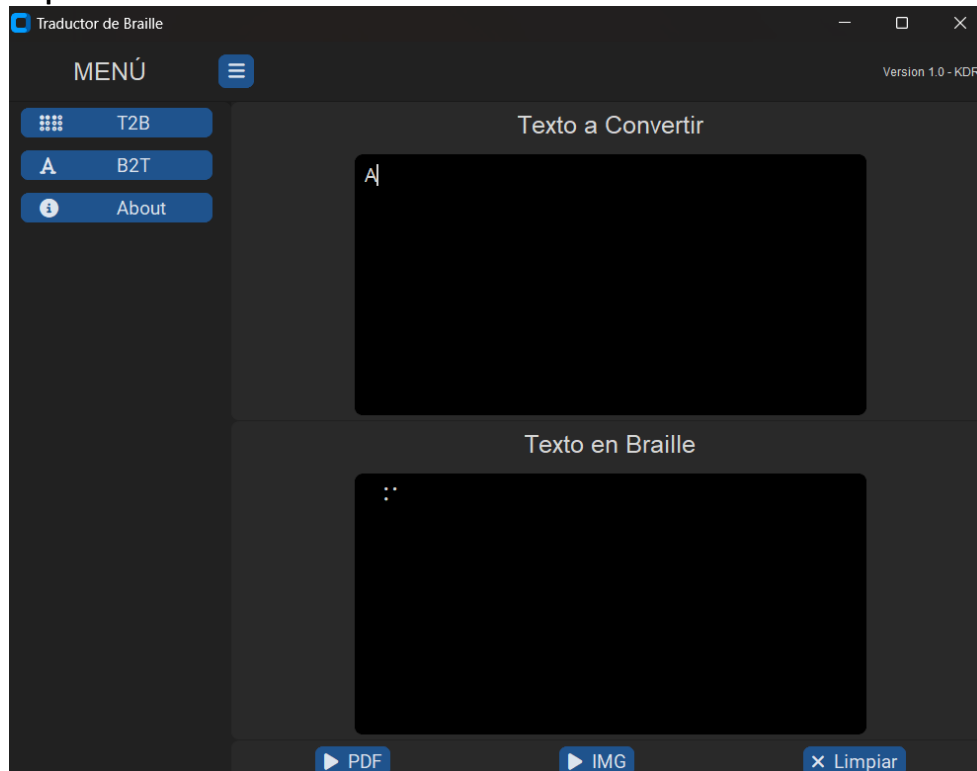 Traductor de Braille
MENÚ
Version 1.0 - KDR
T2B
A B2T
About
Texto a Convertir
A
Texto en Braille
⠨⠁
PDF
IMG
Limpiar